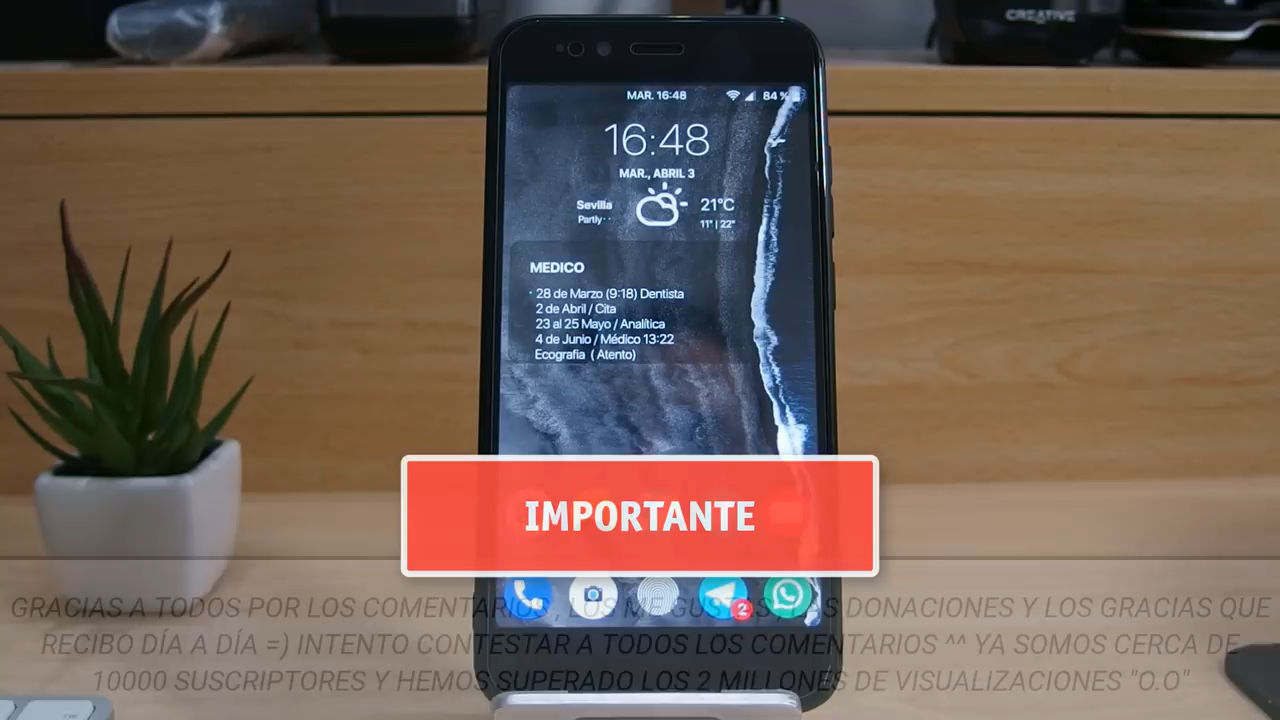 CREATIVE
MAR. 16:48
84 %
16:48
MAR., ABRIL 3
Sevilla
Partly
21°C
11° | 22°
MEDICO
28 de Marzo (9:18) Dentista
2 de Abril / Cita
23 al 25 Mayo / Analítica
4 de Junio / Médico 13:22
Ecografia ( Atento)
IMPORTANTE
2
GRACIAS A TODOS POR LOS COMENTARIOS, LOS ME GUSTAS, LAS DONACIONES Y LOS GRACIAS QUE
RECIBO DÍA A DÍA =) INTENTO CONTESTAR A TODOS LOS COMENTARIOS ^^ YA SOMOS CERCA DE
10000 SUSCRIPTORES Y HEMOS SUPERADO LOS 2 MILLONES DE VISUALIZACIONES "O.O"